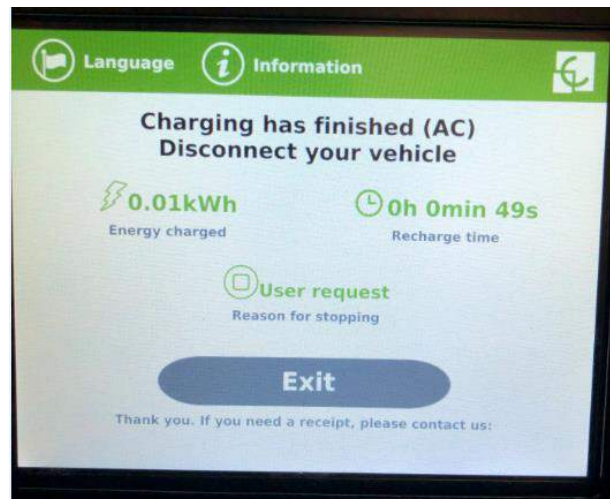 Language
Information
Charging has finished (AC)
Disconnect your vehicle
0.01kWh
0h 0min 49s
Energy charged
Recharge time
User request
Reason for stopping
Exit
Thank you. If you need a receipt, please contact us: